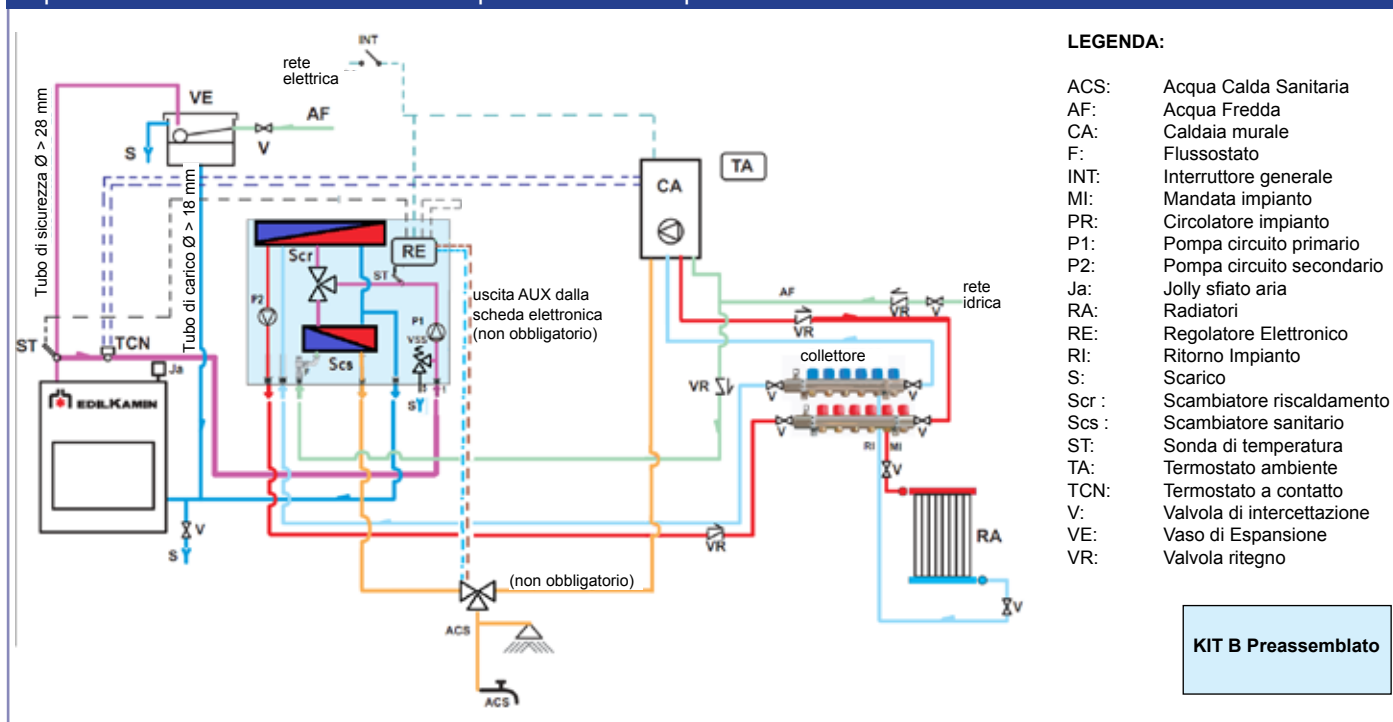 INT
rete
elettrica
VE
AF
V
S
Tubo di sicurezza Ø > 28 mm
Tubo di carico Ø > 18 mm
ST
TCN
Ja
EDILKAMIN
V
S
Scr
RE
ST
P2
P1
VSS
Scs
F
S
uscita AUX dalla
scheda elettronica
(non obbligatorio)
CA
TA
AF
VR
V
rete
idrica
VR
collettore
VR
V
V
V
V
RI
MI
V
RA
V
VR
(non obbligatorio)
ACS
ACS
LEGENDA:
ACS: Acqua Calda Sanitaria
AF: Acqua Fredda
CA: Caldaia murale
F: Flussostato
INT: Interruttore generale
MI: Mandata impianto
PR: Circolatore impianto
P1: Pompa circuito primario
P2: Pompa circuito secondario
Ja: Jolly sfiato aria
RA: Radiatori
RE: Regolatore Elettronico
RI: Ritorno Impianto
S: Scarico
Scr : Scambiatore riscaldamento
Scs : Scambiatore sanitario
ST: Sonda di temperatura
TA: Termostato ambiente
TCN: Termostato a contatto
V: Valvola di intercettazione
VE: Vaso di Espansione
VR: Valvola ritegno
KIT B Preassemblato